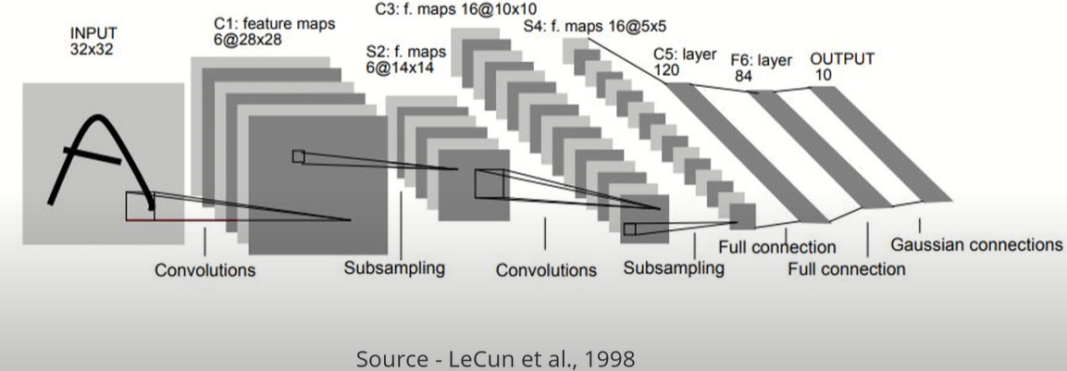 INPUT
32x32
C1: feature maps
6@28x28
S2: f. maps
6@14x14
C3: f. maps 16@10x10
S4: f. maps 16@5x5
C5: layer
120
F6: layer
84
OUTPUT
10
Convolutions
Subsampling
Convolutions
Subsampling
Full connection
Full connection
Gaussian connections
A
Source - LeCun et al., 1998